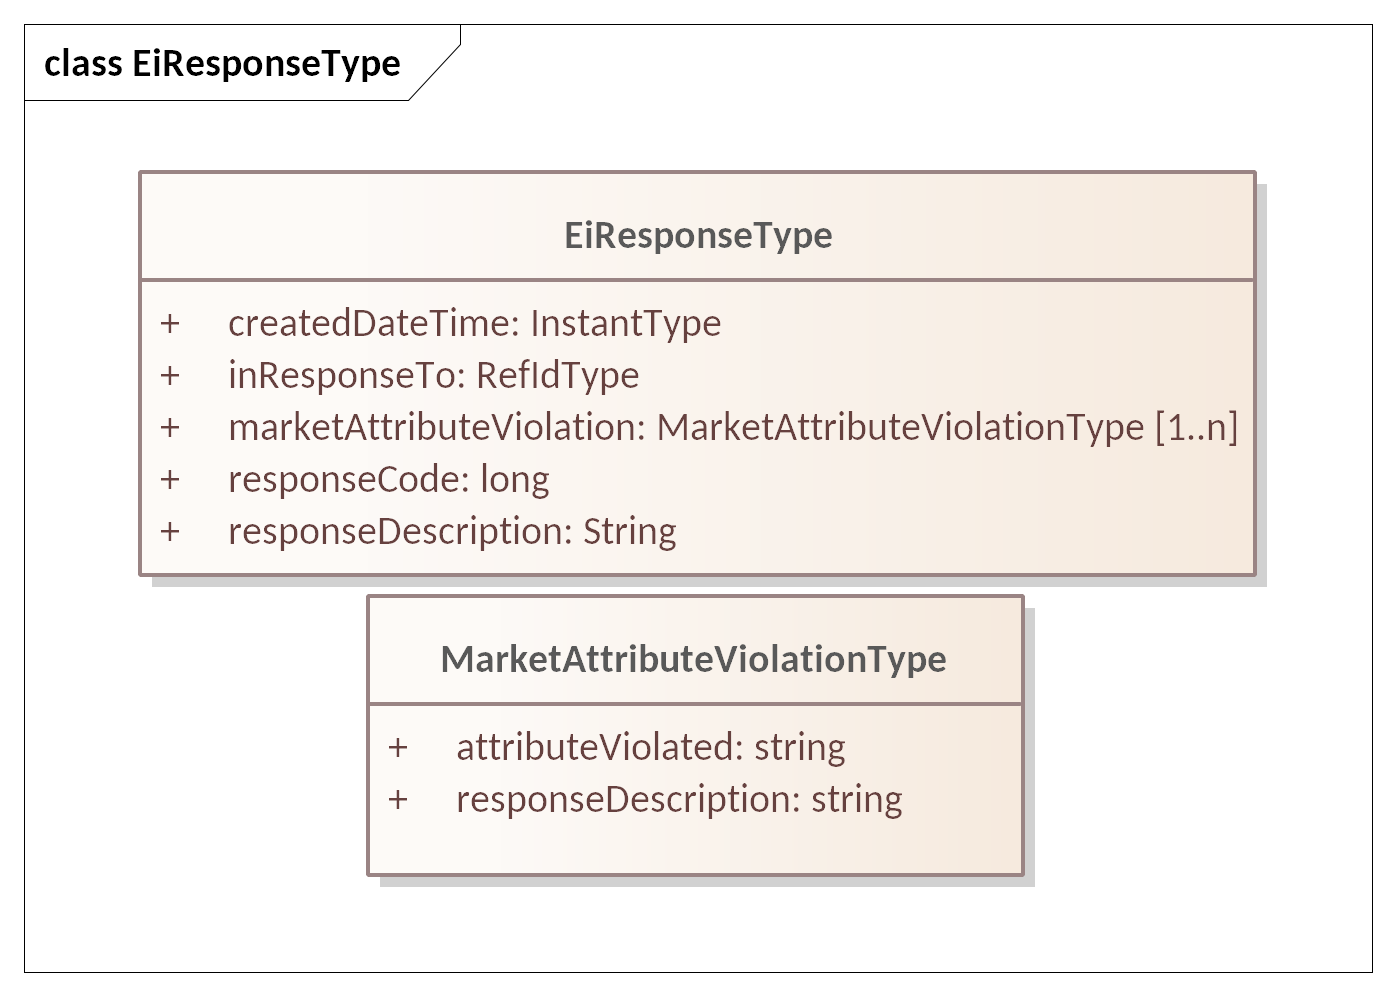 class EiResponseType
EiResponseType
+ createdDateTime: InstantType
+ inResponseTo: RefIdType
+ marketAttributeViolation: MarketAttributeViolationType [1..n]
+ responseCode: long
+ responseDescription: String
MarketAttributeViolationType
+ attributeViolated: string
+ responseDescription: string